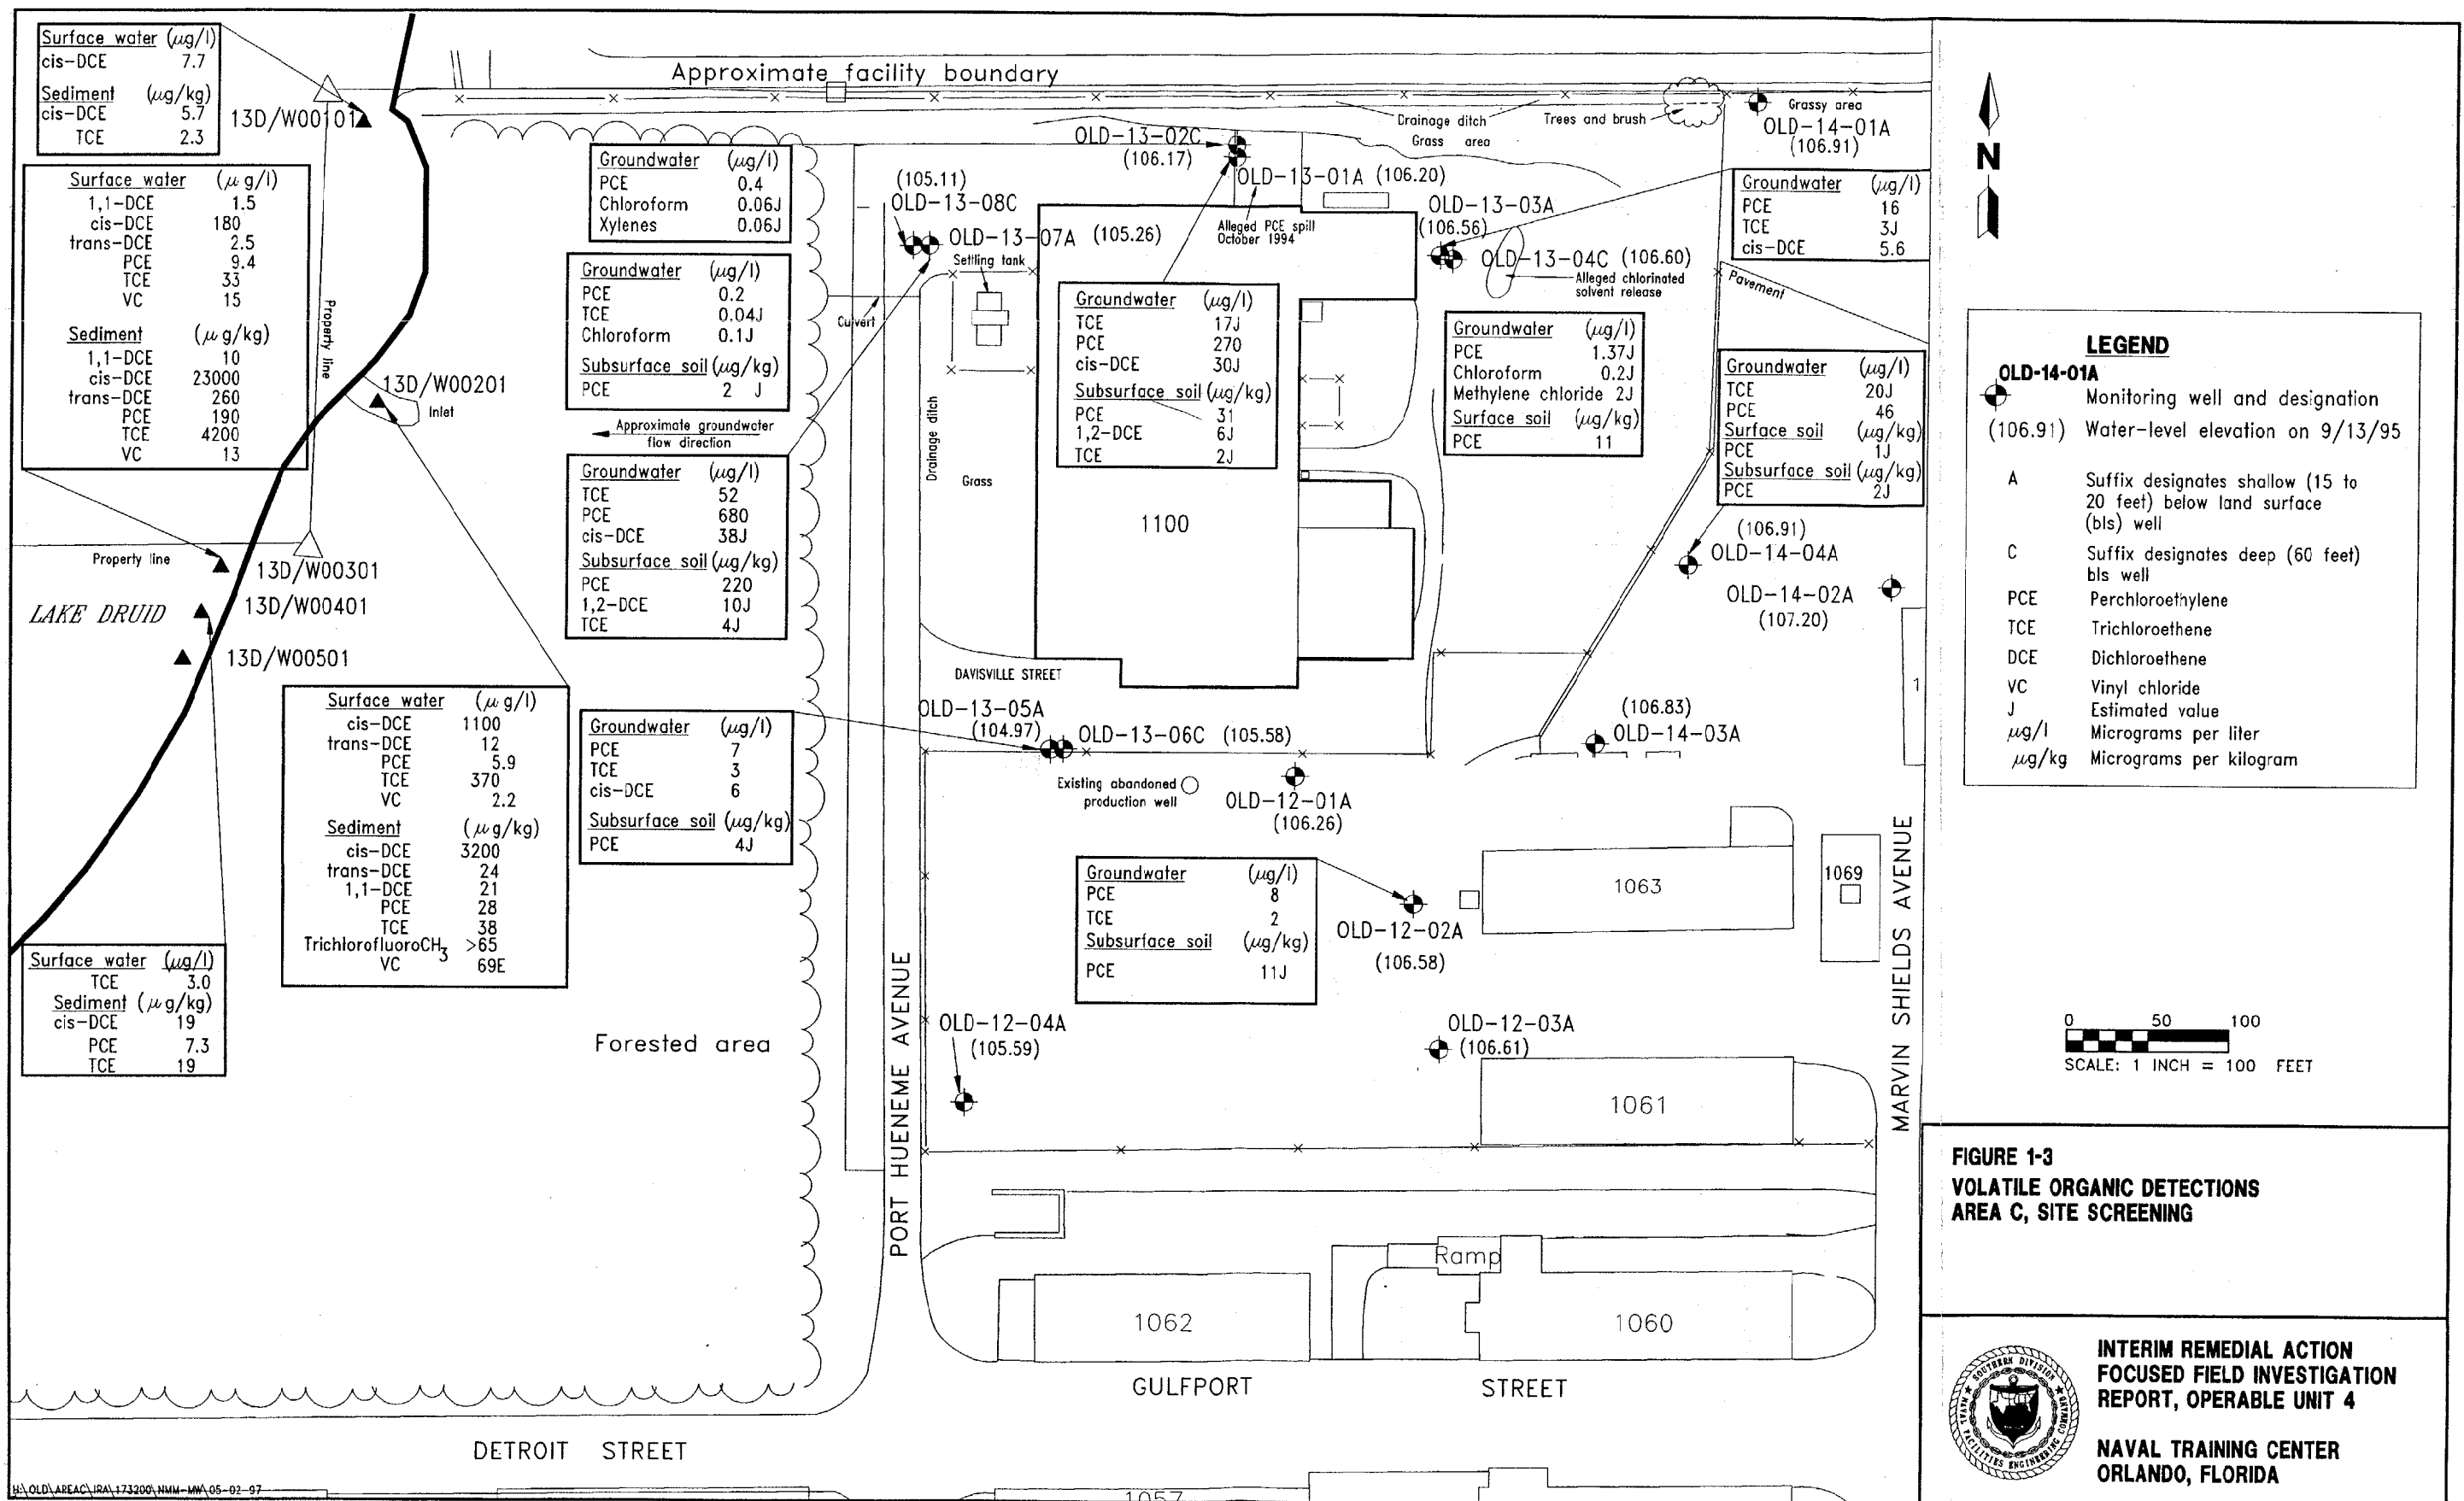 Surface water (µg/l)
cis-DCE 7.7
Sediment (µg/kg)
cis-DCE 5.7
TCE 2.3
13D/W00101
Approximate facility boundary
Surface water (µ g/l)
1,1-DCE 1.5
cis-DCE 180
trans-DCE 2.5
PCE 9.4
TCE 33
VC 15
Sediment (µ g/kg)
1,1-DCE 10
cis-DCE 23000
trans-DCE 260
PCE 190
TCE 4200
VC 13
Property line
13D/W00201
Inlet
Property line
13D/W00301
LAKE DRUID
13D/W00401
13D/W00501
Surface water (µg/l)
TCE 3.0
Sediment (µ g/kg)
cis-DCE 19
PCE 7.3
TCE 19
Surface water (µ g/l)
cis-DCE 1100
trans-DCE 12
PCE 5.9
TCE 370
VC 2.2
Sediment (µ g/kg)
cis-DCE 3200
trans-DCE 24
1,1-DCE 21
PCE 28
TCE 38
TrichlorofluoroCH3 >65
VC 69E
Groundwater (µg/l)
PCE 0.4
Chloroform 0.06J
Xylenes 0.06J
Groundwater (µg/l)
PCE 0.2
TCE 0.04J
Chloroform 0.1J
Subsurface soil (µg/kg)
PCE 2 J
Approximate groundwater
flow direction
Groundwater (µg/l)
TCE 52
PCE 680
cis-DCE 38J
Subsurface soil (µg/kg)
PCE 220
1,2-DCE 10J
TCE 4J
Groundwater (µg/l)
PCE 7
TCE 3
cis-DCE 6
Subsurface soil (µg/kg)
PCE 4J
Forested area
OLD-13-02C
(106.17)
(105.11)
OLD-13-08C
OLD-13-07A (105.26)
Settling tank
Culvert
Drainage ditch
Grass
OLD-13-01A (106.20)
Alleged PCE spill
October 1994
Groundwater (µg/l)
TCE 17J
PCE 270
cis-DCE 30J
Subsurface soil (µg/kg)
PCE 31
1,2-DCE 6J
TCE 2J
1100
DAVISVILLE STREET
OLD-13-05A
(104.97)
OLD-13-06C (105.58)
Existing abandoned
production well
OLD-12-01A
(106.26)
Groundwater (µg/l)
PCE 8
TCE 2
Subsurface soil (µg/kg)
PCE 11J
OLD-12-02A
(106.58)
OLD-12-04A
(105.59)
OLD-12-03A
(106.61)
PORT HUENEME AVENUE
Drainage ditch
Grass area
Trees and brush
Grassy area
OLD-14-01A
(106.91)
OLD-13-03A
(106.56)
OLD-13-04C (106.60)
Alleged chlorinated
solvent release
Groundwater (µg/l)
PCE 16
TCE 3J
cis-DCE 5.6
Pavement
Groundwater (µg/l)
PCE 1.37J
Chloroform 0.2J
Methylene chloride 2J
Surface soil (µg/kg)
PCE 11
Groundwater (µg/l)
TCE 20J
PCE 46
Surface soil (µg/kg)
PCE 1J
Subsurface soil (µg/kg)
PCE 2J
(106.91)
OLD-14-04A
OLD-14-02A
(107.20)
1
(106.83)
OLD-14-03A
1063
1069
1061
MARVIN SHIELDS AVENUE
Ramp
1062
1060
GULFPORT STREET
DETROIT STREET
1057
H:\OLD\AREAC\IRA\173200\NMM-MW\05-02-97
N
LEGEND
OLD-14-01A
Monitoring well and designation
(106.91) Water-level elevation on 9/13/95
A Suffix designates shallow (15 to
20 feet) below land surface
(bls) well
C Suffix designates deep (60 feet)
bls well
PCE Perchloroethylene
TCE Trichloroethene
DCE Dichloroethene
VC Vinyl chloride
J Estimated value
µg/l Micrograms per liter
µg/kg Micrograms per kilogram
0 50 100
SCALE: 1 INCH = 100 FEET
FIGURE 1-3
VOLATILE ORGANIC DETECTIONS
AREA C, SITE SCREENING
SOUTHERN DIVISION
NAVAL FACILITIES ENGINEERING COMMAND
INTERIM REMEDIAL ACTION
FOCUSED FIELD INVESTIGATION
REPORT, OPERABLE UNIT 4
NAVAL TRAINING CENTER
ORLANDO, FLORIDA